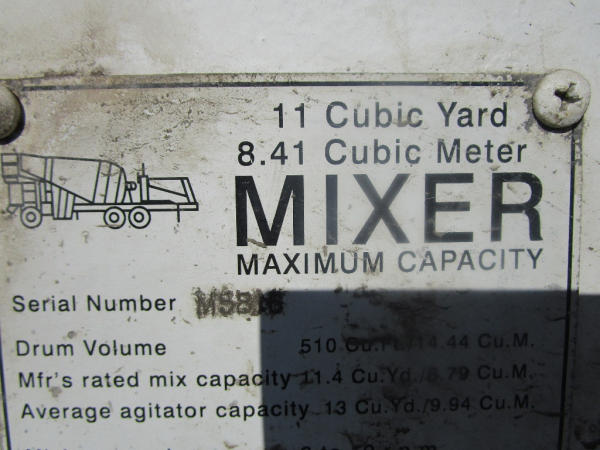 11 Cubic Yard
8.41 Cubic Meter
MIXER
MAXIMUM CAPACITY
Serial Number
Drum Volume 510 Cu.Ft./14.44 Cu.M.
Mfr's rated mix capacity 11.4 Cu.Yd./8.79 Cu.M.
Average agitator capacity 13 Cu.Yd./9.94 Cu.M.